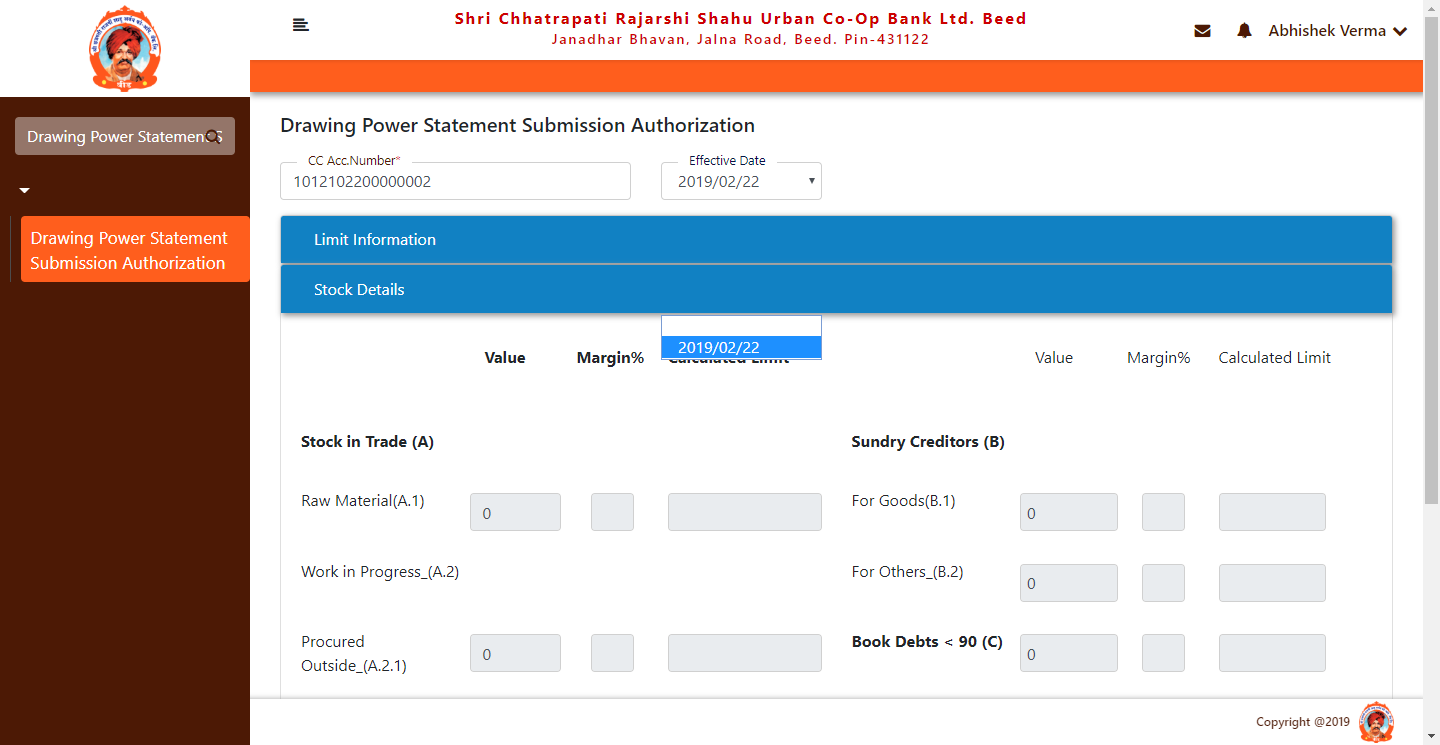 Shri Chhatrapati Rajarshi Shahu Urban Co-Op Bank Ltd. Beed
Janadhar Bhavan, Jalna Road, Beed. Pin-431122
Abhishek Verma
Drawing Power Statement S
Drawing Power Statement
Submission Authorization
Drawing Power Statement Submission Authorization
CC Acc.Number*
1012102200000002
Effective Date
2019/02/22
Limit Information
Stock Details
2019/02/22
Value Margin% Calculated Limit Value Margin% Calculated Limit
Stock in Trade (A) Sundry Creditors (B)
Raw Material(A.1) 0 For Goods(B.1) 0
Work in Progress_(A.2) For Others_(B.2) 0
Procured
Outside_(A.2.1) 0 Book Debts < 90 (C) 0
Copyright @2019